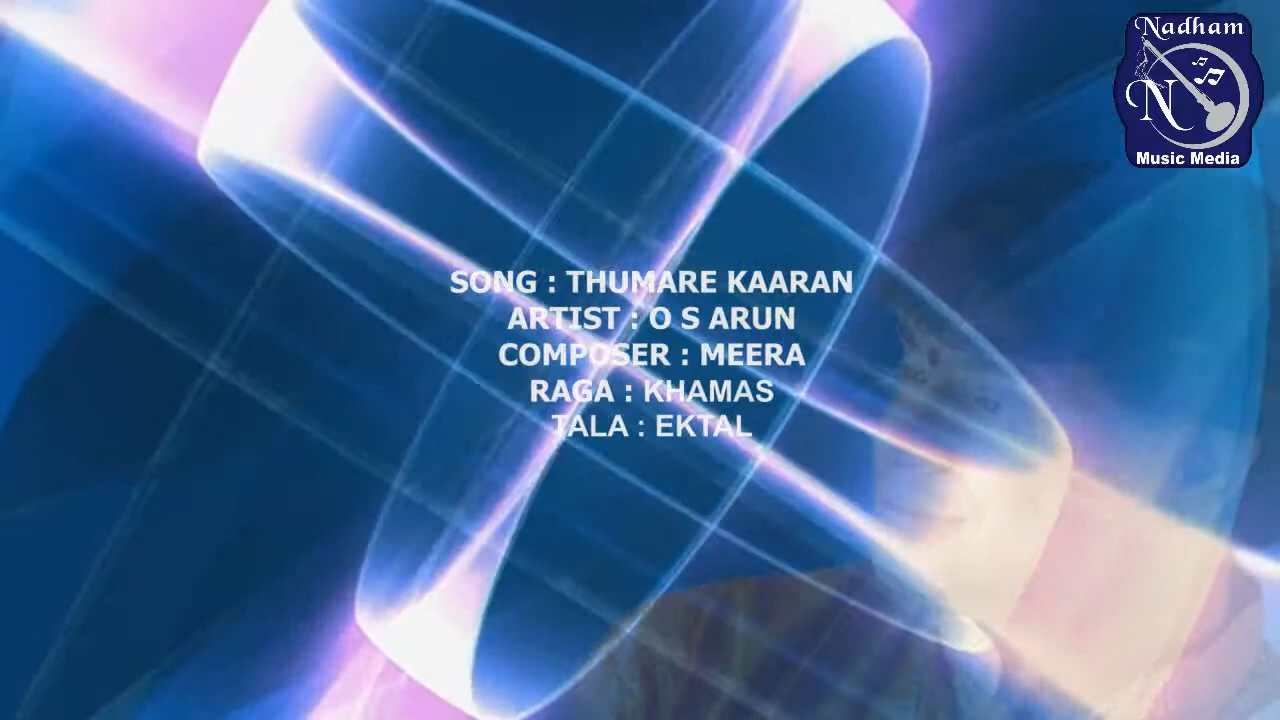 Nadham
N
Music Media
SONG : THUMARE KAARAN
ARTIST : O S ARUN
COMPOSER : MEERA
RAGA : KHAMAS
TALA : EKTAL